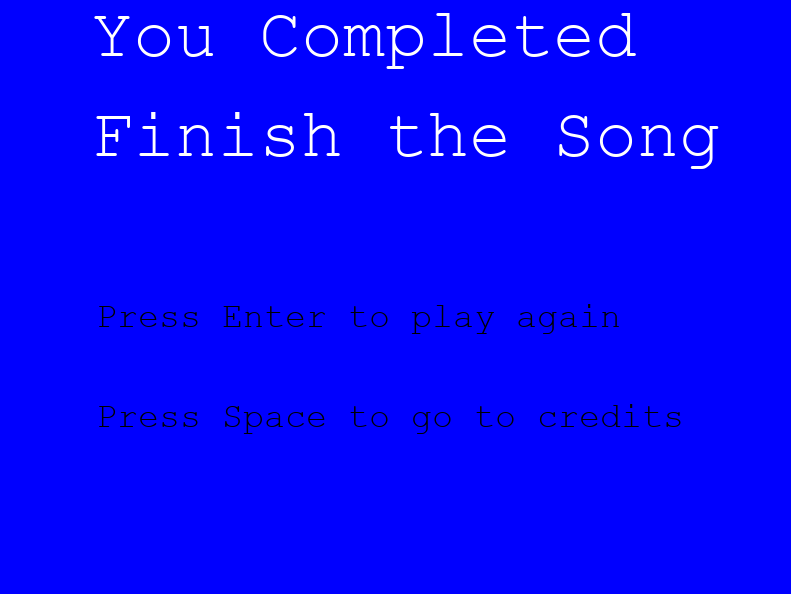 You Completed
Finish the Song
Press Enter to play again
Press Space to go to credits